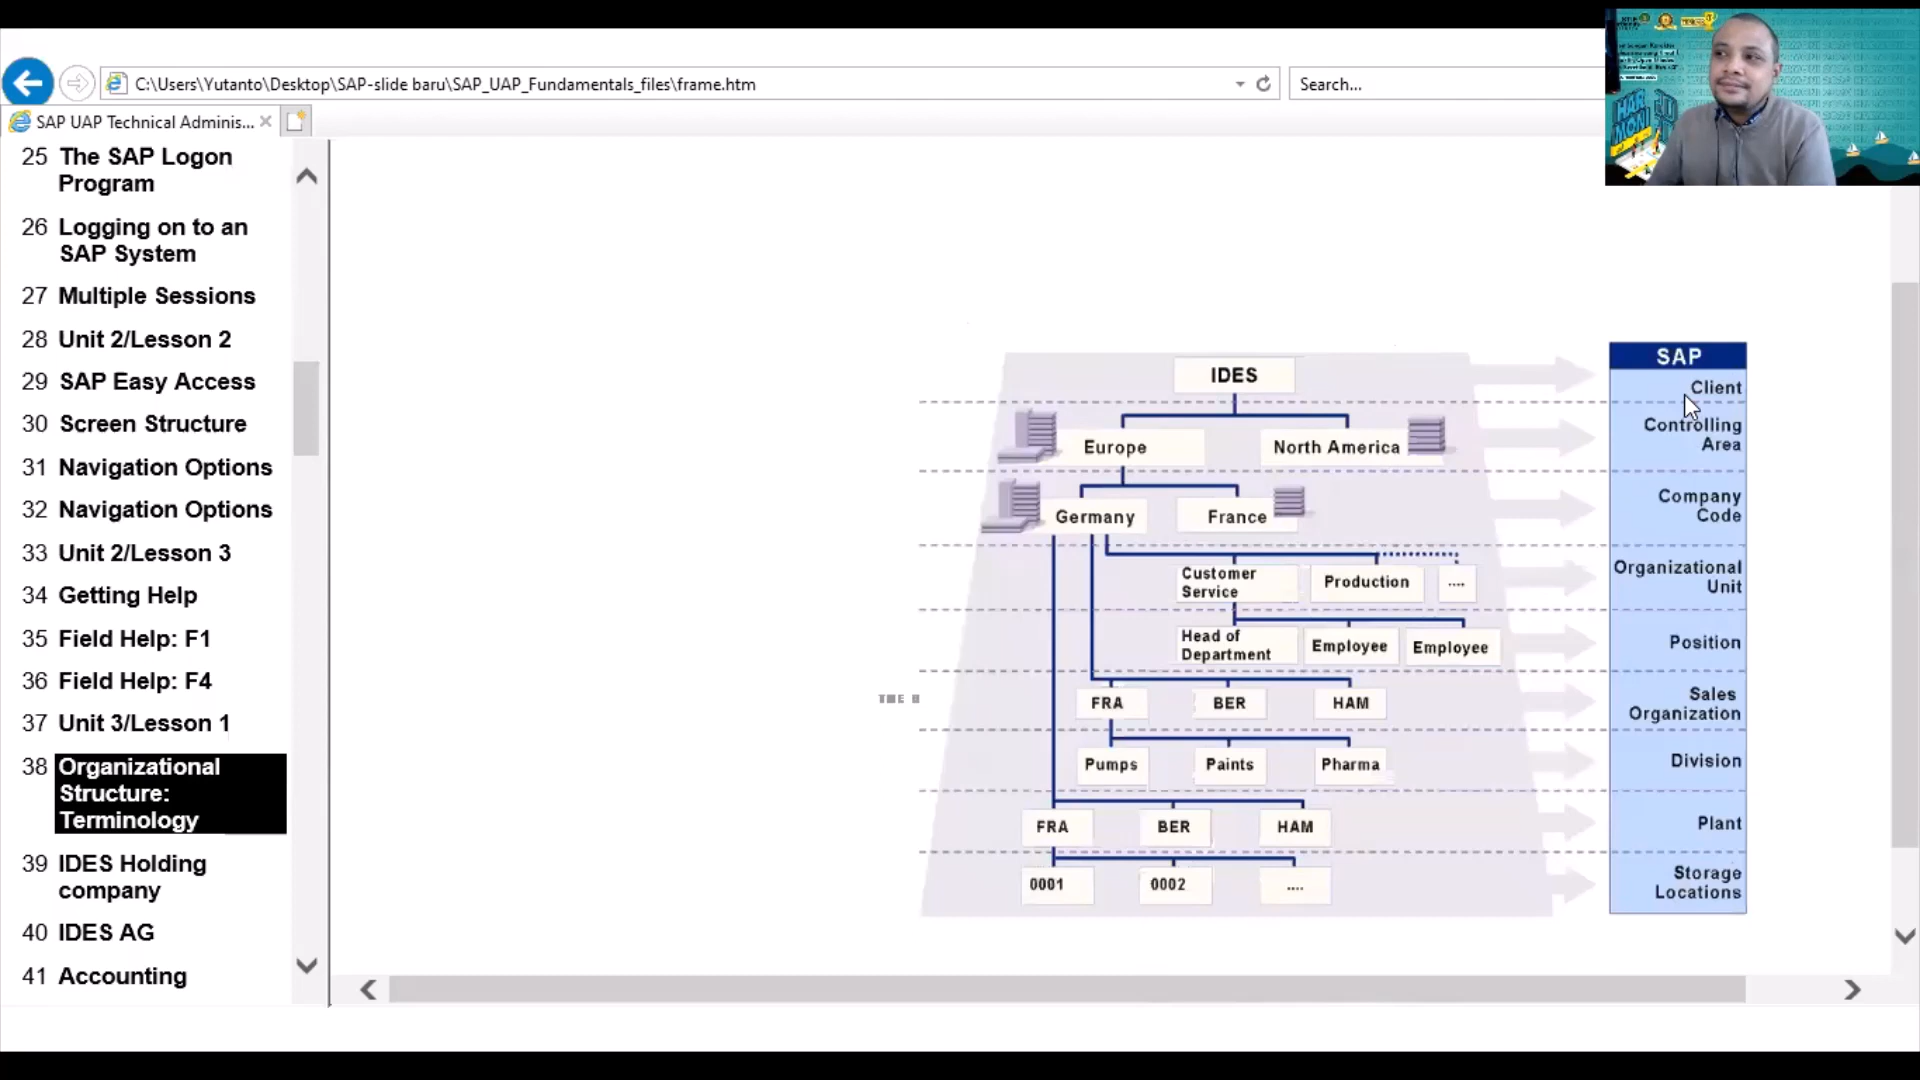 C:\Users\Yutanto\Desktop\SAP-slide baru\SAP_UAP_Fundamentals_files\frame.htm
Search...
SAP UAP Technical Adminis...
25 The SAP Logon
Program
26 Logging on to an
SAP System
27 Multiple Sessions
28 Unit 2/Lesson 2
29 SAP Easy Access
30 Screen Structure
31 Navigation Options
32 Navigation Options
33 Unit 2/Lesson 3
34 Getting Help
35 Field Help: F1
36 Field Help: F4
37 Unit 3/Lesson 1
38 Organizational
Structure:
Terminology
39 IDES Holding
company
40 IDES AG
41 Accounting
IDES
Europe
North America
Germany
France
Customer
Service
Production
....
Head of
Department
Employee
Employee
FRA
BER
HAM
Pumps
Paints
Pharma
FRA
BER
HAM
0001
0002
....
SAP
Client
Controlling
Area
Company
Code
Organizational
Unit
Position
Sales
Organization
Division
Plant
Storage
Locations
HAR
MONI